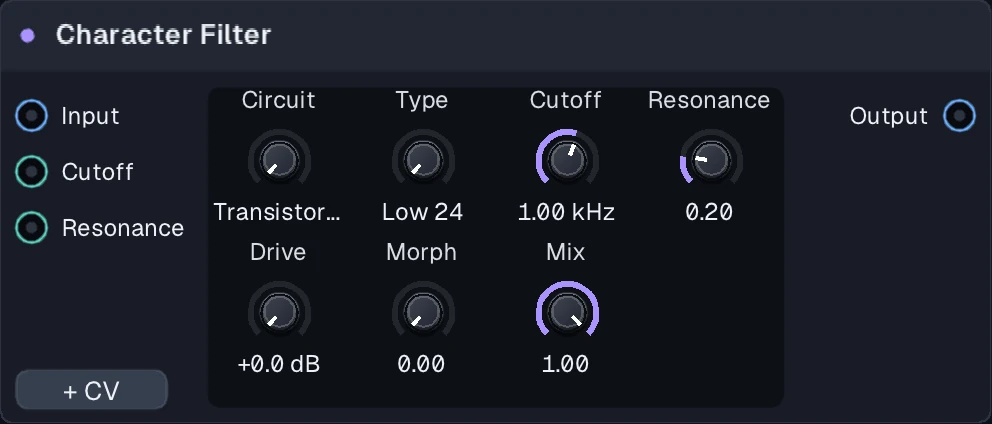 Character Filter
Circuit Type Cutoff Resonance
Input Output
Cutoff
Transistor... Low 24 1.00 kHz 0.20
Resonance
Drive Morph Mix
+0.0 dB 0.00 1.00
+ CV